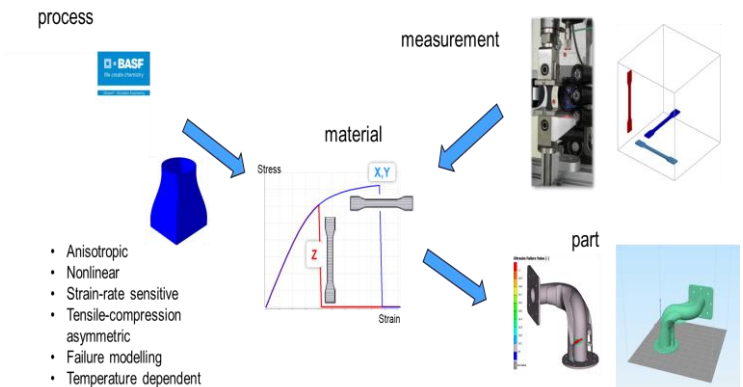 process
measurement
BASF
We create chemistry
material
Stress
X,Y
Z
Strain
part
• Anisotropic
• Nonlinear
• Strain-rate sensitive
• Tensile-compression
asymmetric
• Failure modelling
• Temperature dependent